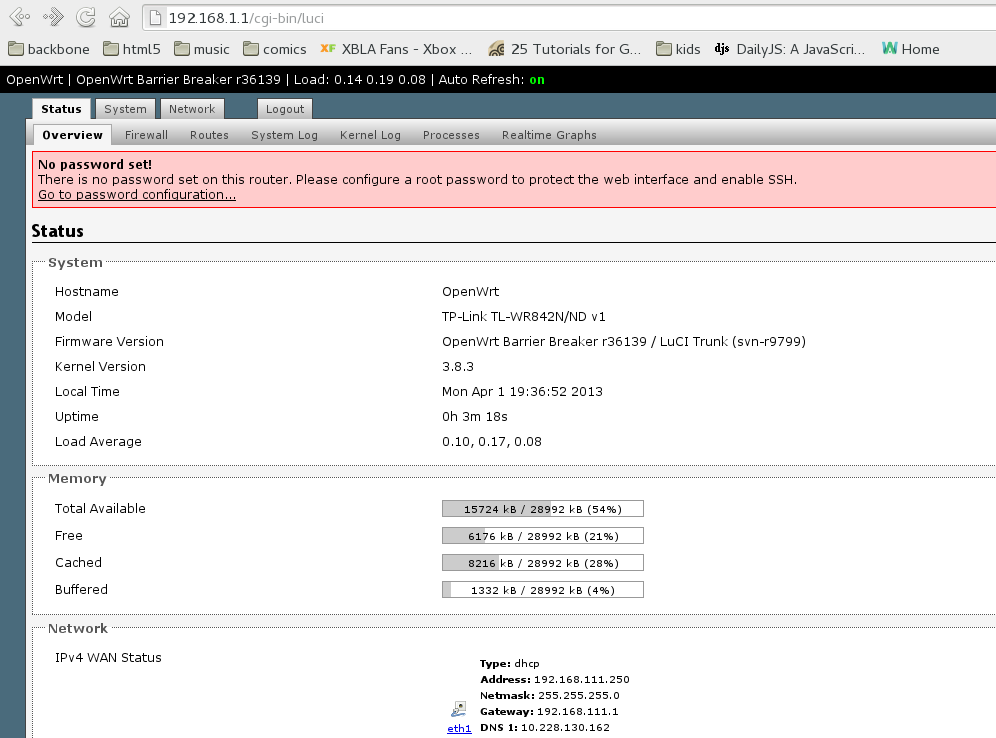 192.168.1.1/cgi-bin/luci
backbone html5 music comics XF XBLA Fans - Xbox ... 25 Tutorials for G... kids djs DailyJS: A JavaScri... W Home
OpenWrt | OpenWrt Barrier Breaker r36139 | Load: 0.14 0.19 0.08 | Auto Refresh: on
Status System Network Logout
Overview Firewall Routes System Log Kernel Log Processes Realtime Graphs
No password set!
There is no password set on this router. Please configure a root password to protect the web interface and enable SSH.
Go to password configuration...
Status
System
Hostname OpenWrt
Model TP-Link TL-WR842N/ND v1
Firmware Version OpenWrt Barrier Breaker r36139 / LuCI Trunk (svn-r9799)
Kernel Version 3.8.3
Local Time Mon Apr 1 19:36:52 2013
Uptime 0h 3m 18s
Load Average 0.10, 0.17, 0.08
Memory
Total Available 15724 kB / 28992 kB (54%)
Free 6176 kB / 28992 kB (21%)
Cached 8216 kB / 28992 kB (28%)
Buffered 1332 kB / 28992 kB (4%)
Network
IPv4 WAN Status
Type: dhcp
Address: 192.168.111.250
Netmask: 255.255.255.0
Gateway: 192.168.111.1
eth1 DNS 1: 10.228.130.162